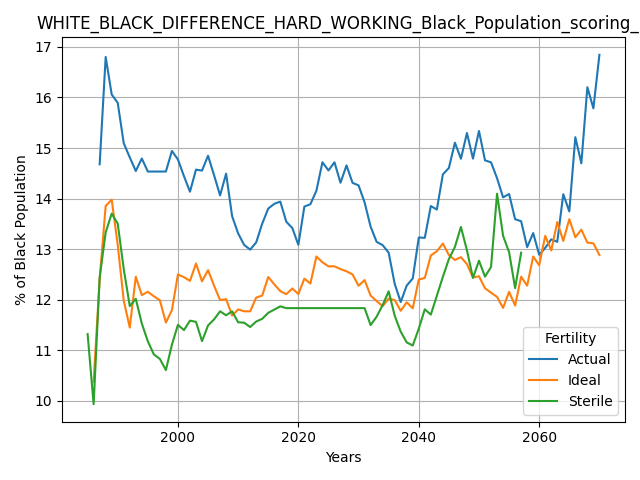 WHITE_BLACK_DIFFERENCE_HARD_WORKING_Black_Population_scoring_
17
16
15
14
13
12
11
10
% of Black Population
2000
2020
2040
2060
Years
Fertility
Actual
Ideal
Sterile